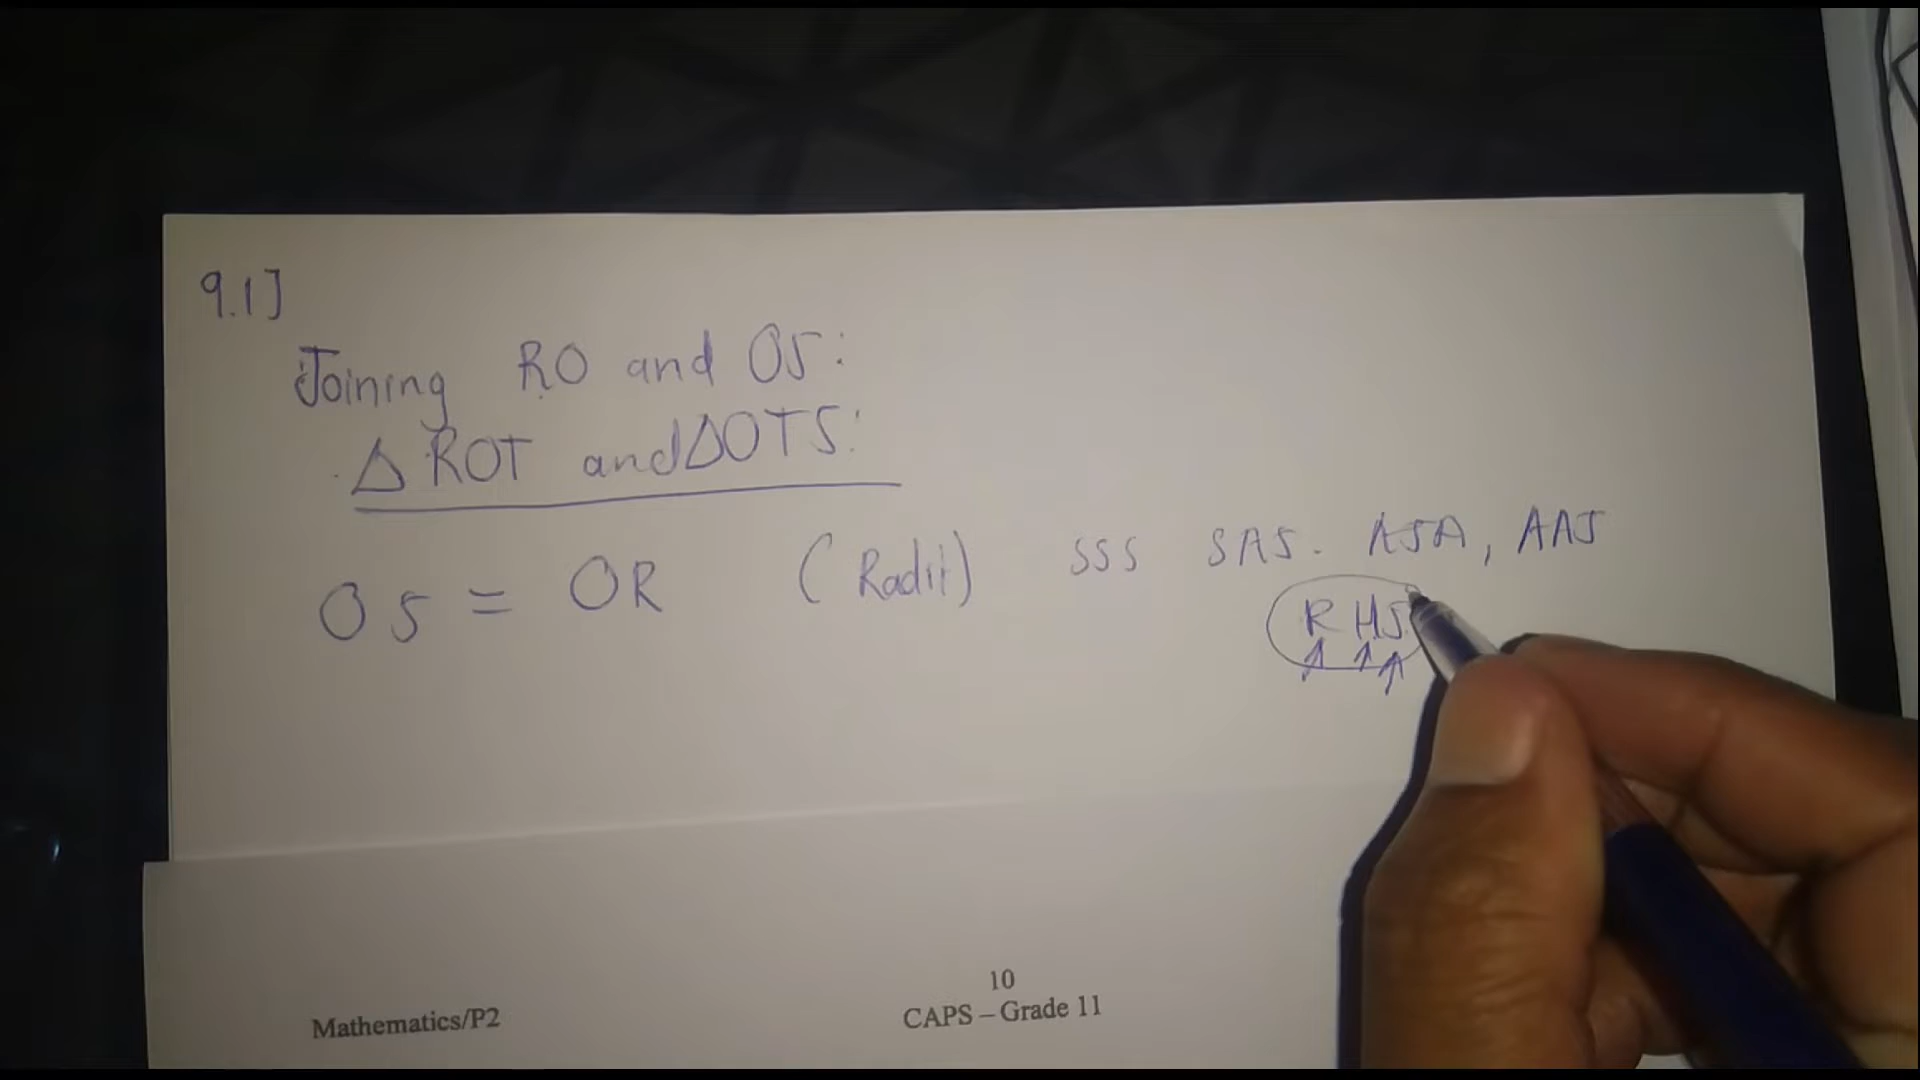 9.1]
Joining RO and OS:
△ ROT and △OTS:
OS = OR (Radii) SSS SAS. ASA, AAS
RHS
10
Mathematics/P2 CAPS – Grade 11